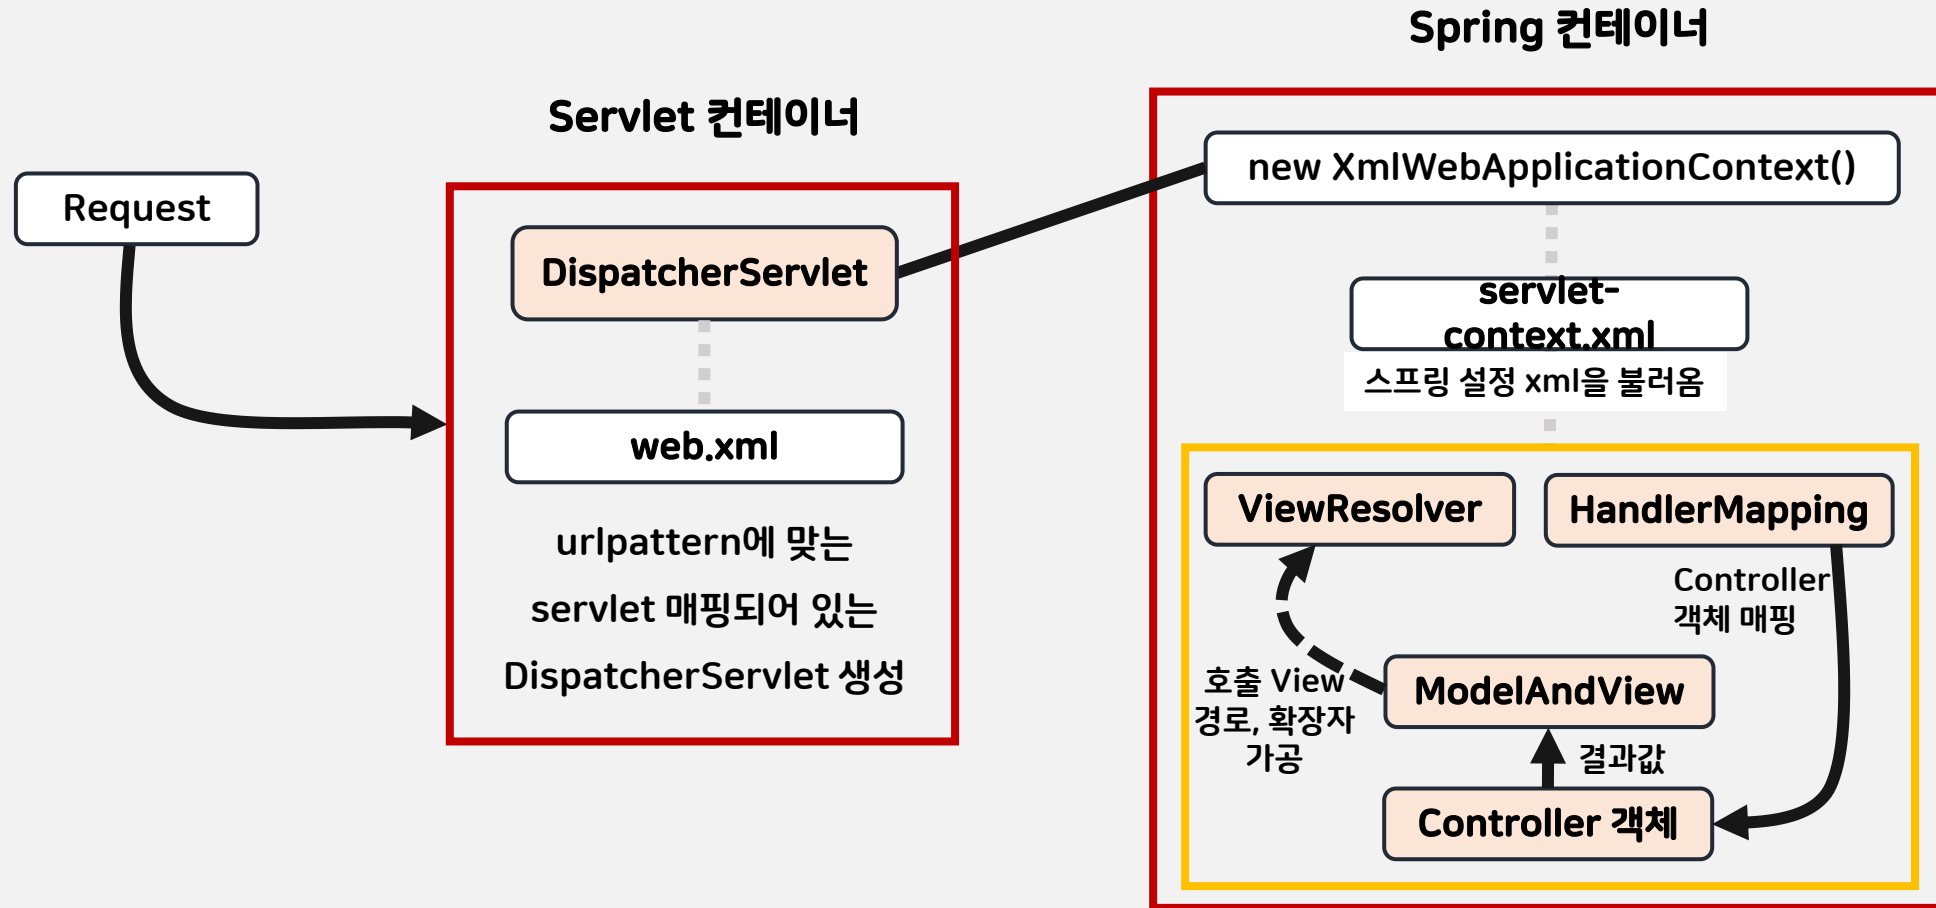 Spring 컨테이너
Servlet 컨테이너
Request
DispatcherServlet
web.xml
urlpattern에 맞는
servlet 매핑되어 있는
DispatcherServlet 생성
new XmlWebApplicationContext()
servlet-
context.xml
스프링 설정 xml을 불러옴
ViewResolver
HandlerMapping
Controller
객체 매핑
호출 View
경로, 확장자
가공
ModelAndView
결과값
Controller 객체